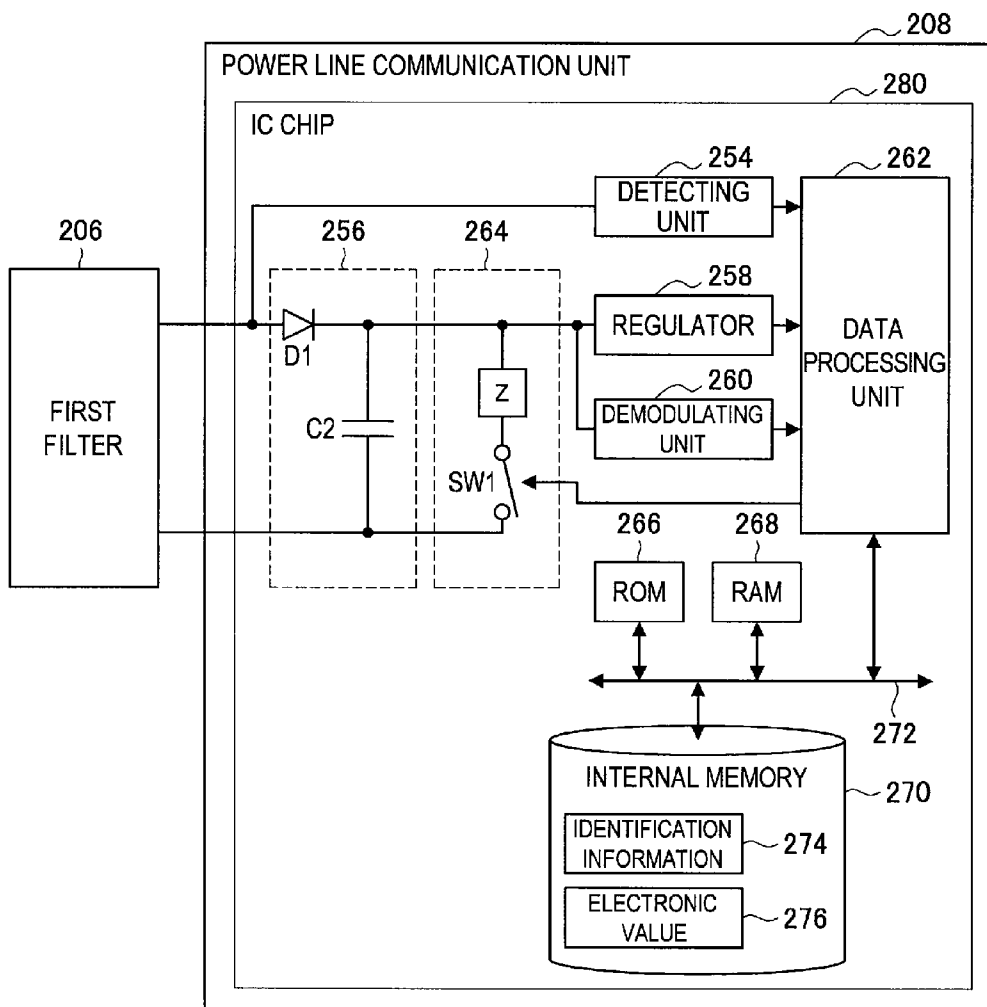 208
POWER LINE COMMUNICATION UNIT
280
IC CHIP
254
262
DETECTING
UNIT
206
256
264
258
REGULATOR
D1
DATA
PROCESSING
UNIT
Z
260
FIRST
FILTER
C2
DEMODULATING
UNIT
SW1
266
268
ROM
RAM
272
INTERNAL MEMORY
270
IDENTIFICATION
INFORMATION
274
ELECTRONIC
VALUE
276